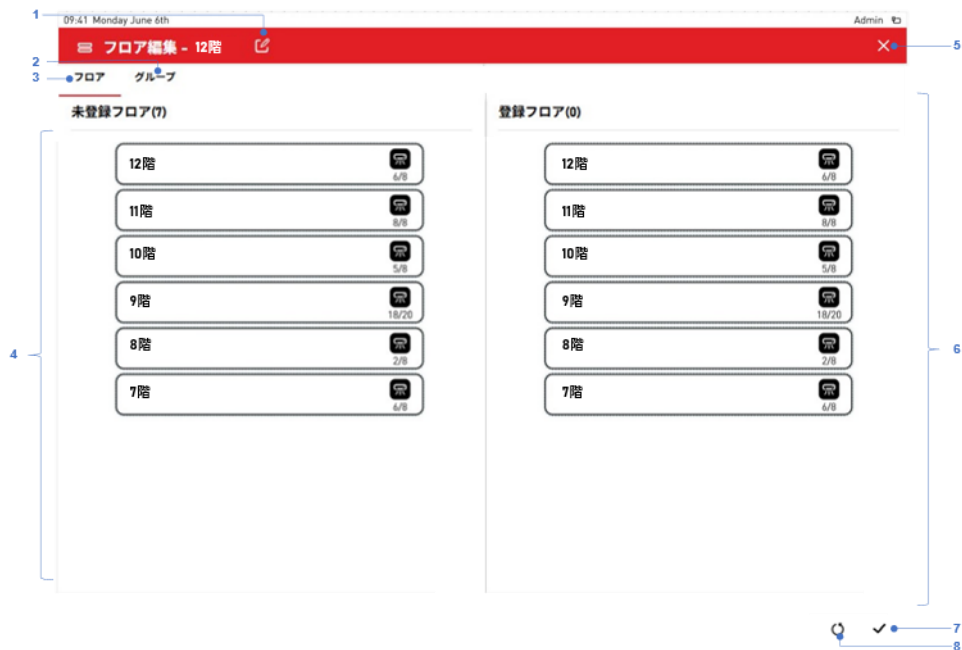 1
09:41 Monday June 6th
Admin
フロア編集 - 12階
5
2
3
フロア
グループ
未登録フロア(7)
登録フロア(0)
12階
6/8
12階
6/8
11階
8/8
11階
8/8
10階
5/8
10階
5/8
9階
18/20
9階
18/20
4
6
8階
2/8
8階
2/8
7階
6/8
7階
6/8
7
8